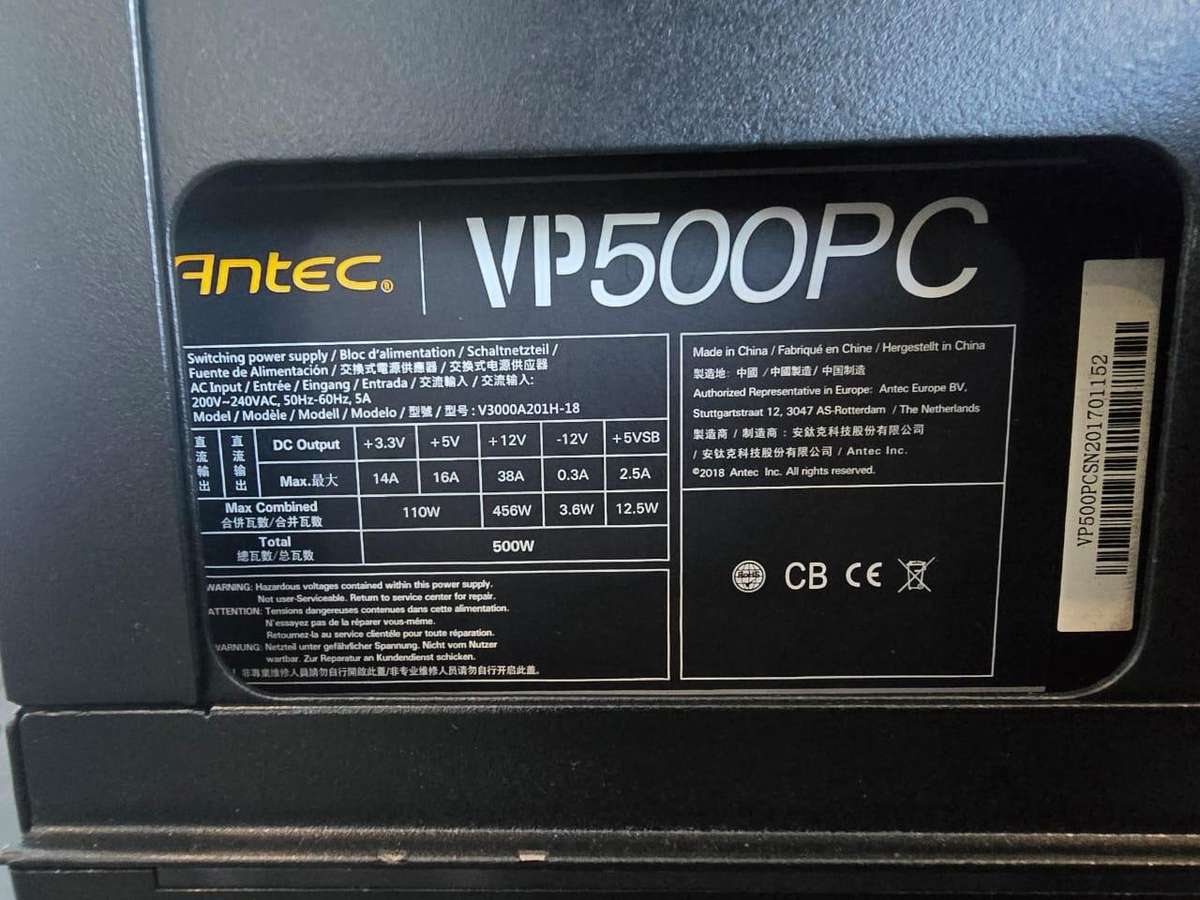 Antec® VP500PC
Switching power supply / Bloc d'alimentation / Schaltnetzteil /
Fuente de Alimentación / 交換式電源供應器 / 交换式电源供应器
AC Input / Entrée / Eingang / Entrada / 交流輸入 / 交流输入:
200V~240VAC, 50Hz-60Hz, 5A
Model / Modèle / Modell / Modelo / 型號 / 型号 : V3000A201H-18
直流輸出 直流输出 DC Output +3.3V +5V +12V -12V +5VSB
Max.最大 14A 16A 38A 0.3A 2.5A
Max Combined 110W 456W 3.6W 12.5W
合併瓦數/合并瓦数
Total 500W
總瓦數/总瓦数
WARNING: Hazardous voltages contained within this power supply.
Not user-Serviceable. Return to service center for repair.
ATTENTION: Tensions dangereuses contenues dans cette alimentation.
N'essayez pas de la réparer vous-même.
Retournez-la au service clientéle pour toute réparation.
WARNUNG: Netzteil unter gefährlicher Spannung. Nicht vom Nutzer
wartbar. Zur Reparatur an Kundendienst schicken.
非專業維修人員請勿自行開啟此蓋/非专业维修人员请勿自行开启此盖。
Made in China / Fabriqué en Chine / Hergestellt in China
製造地: 中國 / 中國製造 / 中国制造
Authorized Representative in Europe: Antec Europe BV,
Stuttgartstraat 12, 3047 AS-Rotterdam / The Netherlands
製造商 / 制造商 : 安鈦克科技股份有限公司
/ 安钛克科技股份有限公司 / Antec Inc.
©2018 Antec Inc. All rights reserved.
RoHS CB CE
VP500PCSN201701152